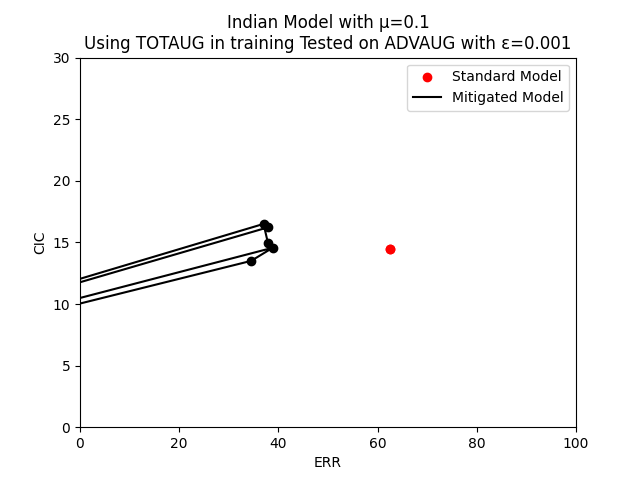 Indian Model with μ=0.1
Using TOTAUG in training Tested on ADVAUG with ε=0.001
30
25
20
15
10
5
0
CIC
Standard Model
Mitigated Model
0 20 40 60 80 100
ERR